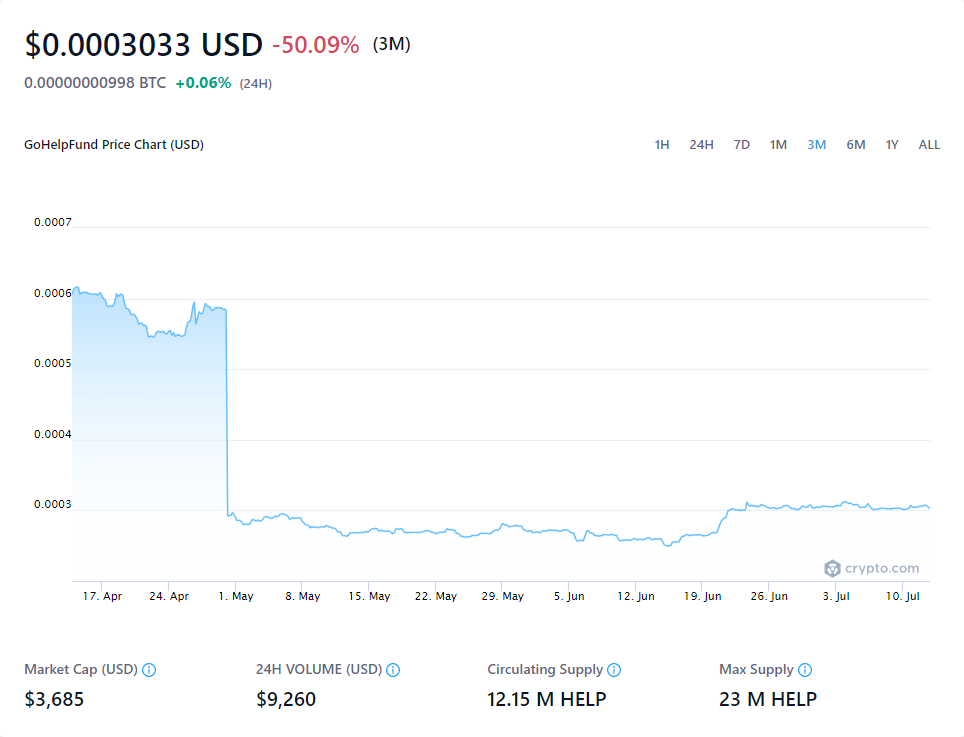 $0.0003033 USD -50.09% (3M)
0.00000000998 BTC +0.06% (24H)
GoHelpFund Price Chart (USD) 1H 24H 7D 1M 3M 6M 1Y ALL
0.0007
0.0006
0.0005
0.0004
0.0003
crypto.com
17. Apr 24. Apr 1. May 8. May 15. May 22. May 29. May 5. Jun 12. Jun 19. Jun 26. Jun 3. Jul 10. Jul
Market Cap (USD) 24H VOLUME (USD) Circulating Supply Max Supply
$3,685 $9,260 12.15 M HELP 23 M HELP